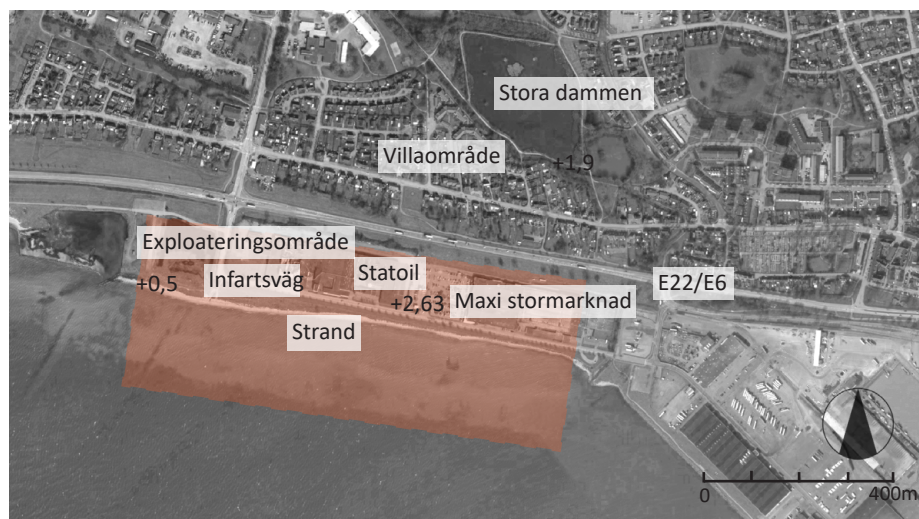 Stora dammen
Villaområde
+1,9
Exploateringsområde
Infartsväg
Statoil
E22/E6
+0,5
+2,63
Maxi stormarknad
Strand
0
400m